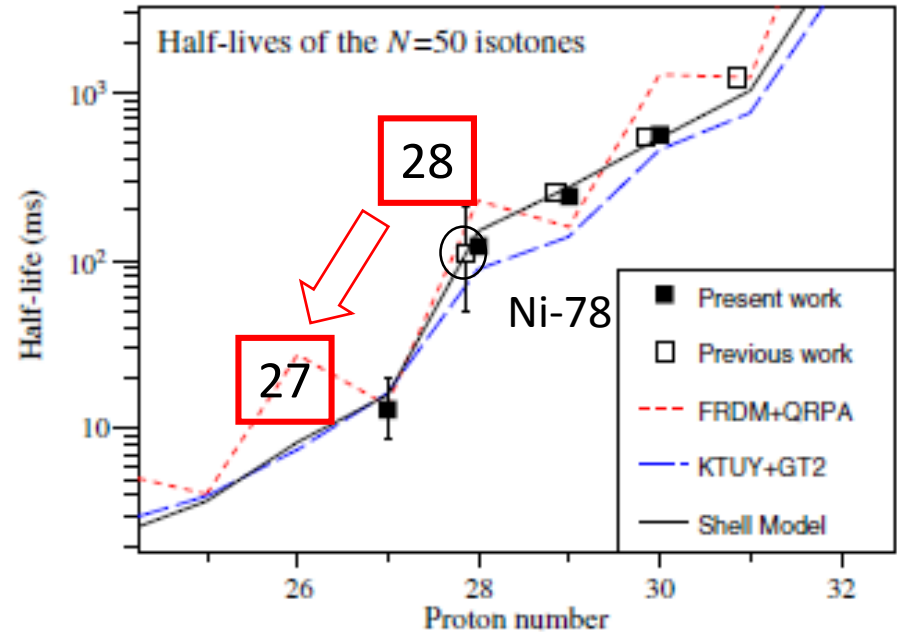 Half-lives of the N=50 isotones
10³
10²
10
Half-life (ms)
28
27
Ni-78
Present work
Previous work
FRDM+QRPA
KTUY+GT2
Shell Model
26
28
30
32
Proton number